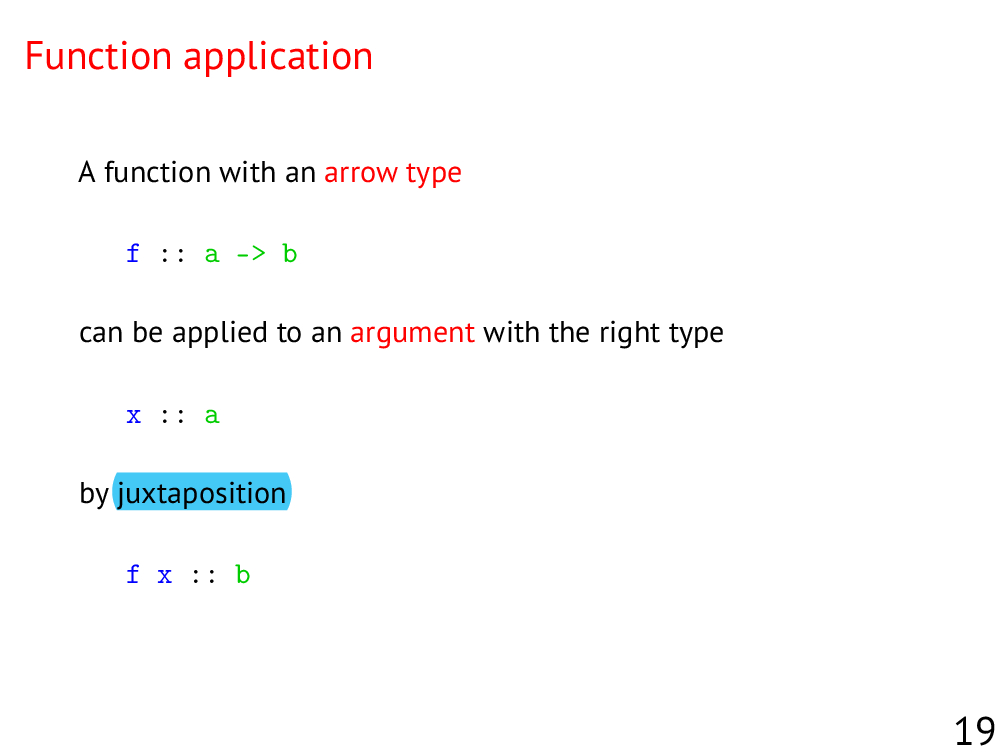 Function application
A function with an arrow type
f :: a -> b
can be applied to an argument with the right type
x :: a
by juxtaposition
f x :: b
19